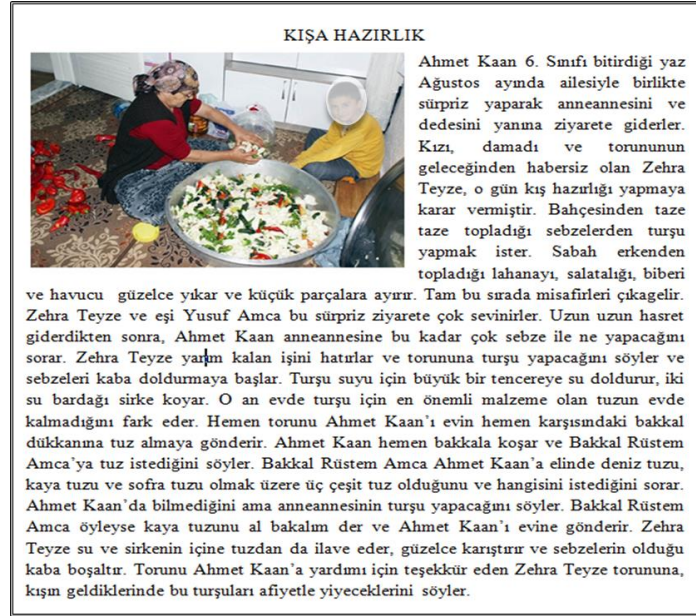 KIŞA HAZIRLIK
Ahmet Kaan 6. Sınıfı bitirdiği yaz
Ağustos ayında ailesiyle birlikte
sürpriz yaparak anneannesini ve
dedesini yanına ziyarete giderler.
Kızı, damadı ve torununun
geleceğinden habersiz olan Zehra
Teyze, o gün kış hazırlığı yapmaya
karar vermiştir. Bahçesinden taze
taze topladığı sebzelerden turşu
yapmak ister. Sabah erkenden
topladığı lahanayı, salatalığı, biberi
ve havucu güzelce yıkar ve küçük parçalara ayırır. Tam bu sırada misafirleri çıkagelir.
Zehra Teyze ve eşi Yusuf Amca bu sürpriz ziyarete çok sevinirler. Uzun uzun hasret
giderdikten sonra, Ahmet Kaan anneannesine bu kadar çok sebze ile ne yapacağını
sorar. Zehra Teyze yarım kalan işini hatırlar ve torununa turşu yapacağını söyler ve
sebzeleri kaba doldurmaya başlar. Turşu suyu için büyük bir tencereye su doldurur, iki
su bardağı sirke koyar. O an evde turşu için en önemli malzeme olan tuzun evde
kalmadığını fark eder. Hemen torunu Ahmet Kaan’ı evin hemen karşısındaki bakkal
dükkanına tuz almaya gönderir. Ahmet Kaan hemen bakkala koşar ve Bakkal Rüstem
Amca’ya tuz istediğini söyler. Bakkal Rüstem Amca Ahmet Kaan’a elinde deniz tuzu,
kaya tuzu ve sofra tuzu olmak üzere üç çeşit tuz olduğunu ve hangisini istediğini sorar.
Ahmet Kaan’da bilmediğini ama anneannesinin turşu yapacağını söyler. Bakkal Rüstem
Amca öyleyse kaya tuzunu al bakalım der ve Ahmet Kaan’ı evine gönderir. Zehra
Teyze su ve sirkenin içine tuzdan da ilave eder, güzelce karıştırır ve sebzelerin olduğu
kaba boşaltır. Torunu Ahmet Kaan’a yardımı için teşekkür eden Zehra Teyze torununa,
kışın geldiklerinde bu turşuları afiyetle yiyeceklerini söyler.